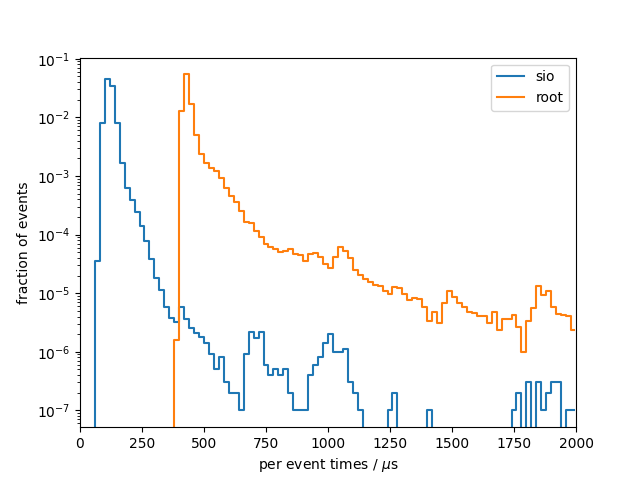 sio
root
10⁻¹
10⁻²
10⁻³
10⁻⁴
10⁻⁵
10⁻⁶
10⁻⁷
fraction of events
0 250 500 750 1000 1250 1500 1750 2000
per event times / μs